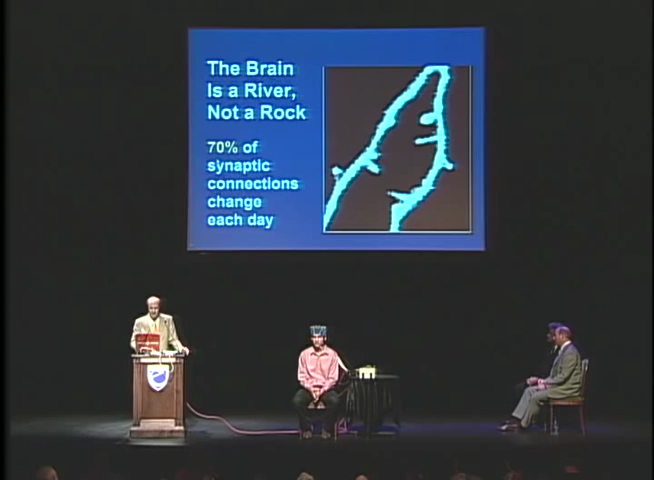 The Brain
Is a River,
Not a Rock
70% of
synaptic
connections
change
each day